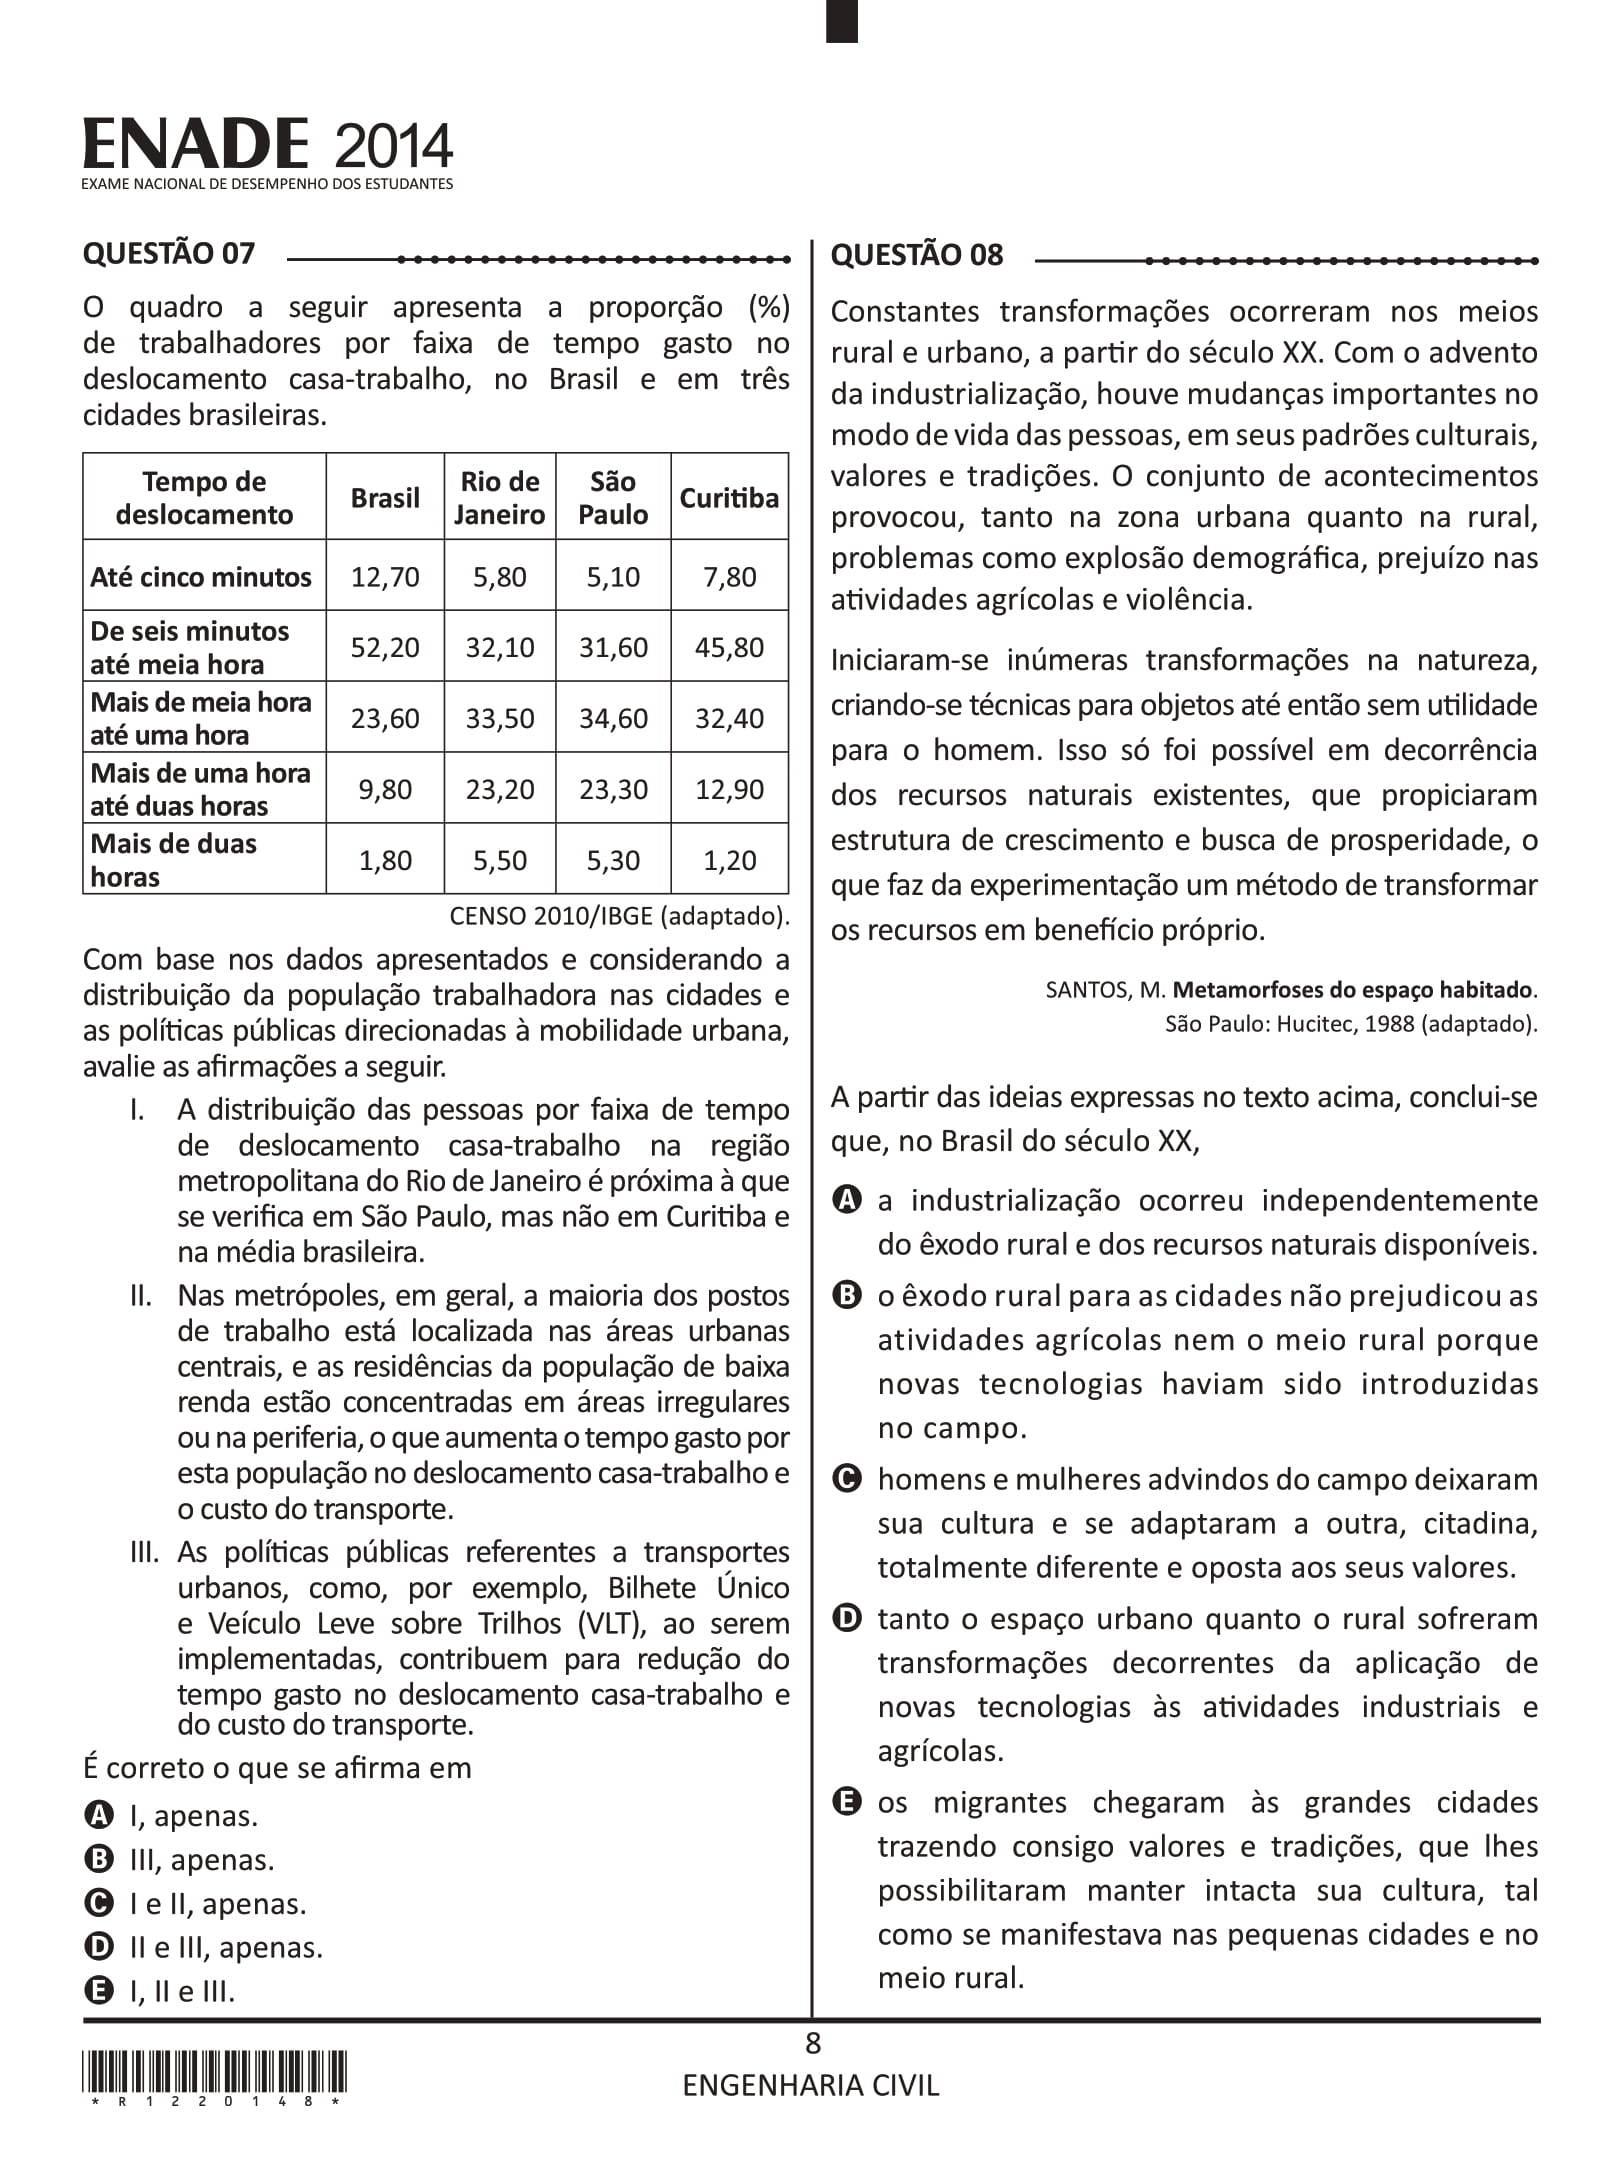 ENADE 2014
EXAME NACIONAL DE DESEMPENHO DOS ESTUDANTES
QUESTÃO 07
O quadro a seguir apresenta a proporção (%)
de trabalhadores por faixa de tempo gasto no
deslocamento casa-trabalho, no Brasil e em três
cidades brasileiras.
Tempo de deslocamento Brasil Rio de Janeiro São Paulo Curitiba
Até cinco minutos 12,70 5,80 5,10 7,80
De seis minutos até meia hora 52,20 32,10 31,60 45,80
Mais de meia hora até uma hora 23,60 33,50 34,60 32,40
Mais de uma hora até duas horas 9,80 23,20 23,30 12,90
Mais de duas horas 1,80 5,50 5,30 1,20
CENSO 2010/IBGE (adaptado).
Com base nos dados apresentados e considerando a
distribuição da população trabalhadora nas cidades e
as políticas públicas direcionadas à mobilidade urbana,
avalie as afirmações a seguir.
I. A distribuição das pessoas por faixa de tempo
de deslocamento casa-trabalho na região
metropolitana do Rio de Janeiro é próxima à que
se verifica em São Paulo, mas não em Curitiba e
na média brasileira.
II. Nas metrópoles, em geral, a maioria dos postos
de trabalho está localizada nas áreas urbanas
centrais, e as residências da população de baixa
renda estão concentradas em áreas irregulares
ou na periferia, o que aumenta o tempo gasto por
esta população no deslocamento casa-trabalho e
o custo do transporte.
III. As políticas públicas referentes a transportes
urbanos, como, por exemplo, Bilhete Único
e Veículo Leve sobre Trilhos (VLT), ao serem
implementadas, contribuem para redução do
tempo gasto no deslocamento casa-trabalho e
do custo do transporte.
É correto o que se afirma em
A I, apenas.
B III, apenas.
C I e II, apenas.
D II e III, apenas.
E I, II e III.
QUESTÃO 08
Constantes transformações ocorreram nos meios
rural e urbano, a partir do século XX. Com o advento
da industrialização, houve mudanças importantes no
modo de vida das pessoas, em seus padrões culturais,
valores e tradições. O conjunto de acontecimentos
provocou, tanto na zona urbana quanto na rural,
problemas como explosão demográfica, prejuízo nas
atividades agrícolas e violência.
Iniciaram-se inúmeras transformações na natureza,
criando-se técnicas para objetos até então sem utilidade
para o homem. Isso só foi possível em decorrência
dos recursos naturais existentes, que propiciaram
estrutura de crescimento e busca de prosperidade, o
que faz da experimentação um método de transformar
os recursos em benefício próprio.
SANTOS, M. Metamorfoses do espaço habitado.
São Paulo: Hucitec, 1988 (adaptado).
A partir das ideias expressas no texto acima, conclui-se
que, no Brasil do século XX,
A a industrialização ocorreu independentemente
do êxodo rural e dos recursos naturais disponíveis.
B o êxodo rural para as cidades não prejudicou as
atividades agrícolas nem o meio rural porque
novas tecnologias haviam sido introduzidas
no campo.
C homens e mulheres advindos do campo deixaram
sua cultura e se adaptaram a outra, citadina,
totalmente diferente e oposta aos seus valores.
D tanto o espaço urbano quanto o rural sofreram
transformações decorrentes da aplicação de
novas tecnologias às atividades industriais e
agrícolas.
E os migrantes chegaram às grandes cidades
trazendo consigo valores e tradições, que lhes
possibilitaram manter intacta sua cultura, tal
como se manifestava nas pequenas cidades e no
meio rural.
8
ENGENHARIA CIVIL
*R1220148*